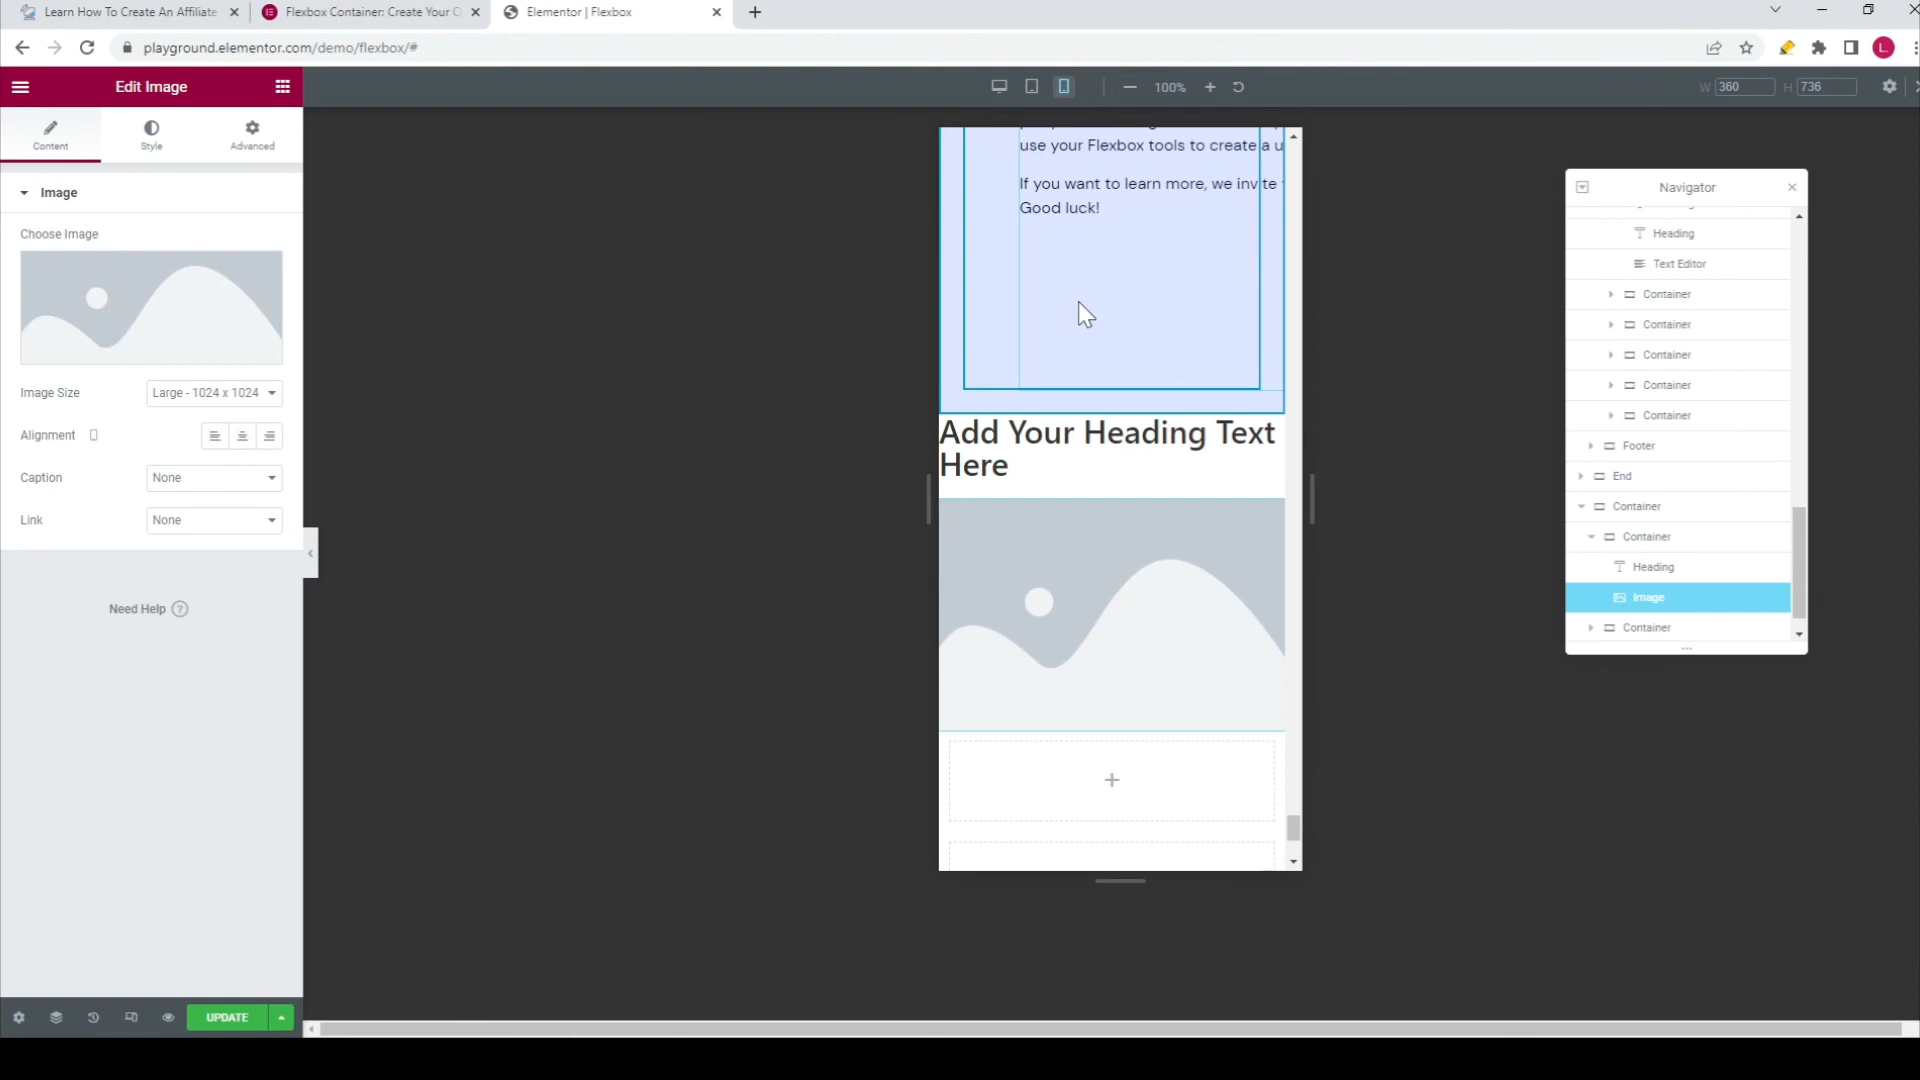 Learn How To Create An Affiliate
Flexbox Container: Create Your O
Elementor | Flexbox
playground.elementor.com/demo/flexbox/#
L
Edit Image
100%
W 360
H 736
Content
Style
Advanced
Image
Choose Image
Image Size
Large - 1024 x 1024
Alignment
Caption
None
Link
None
Need Help ?
UPDATE
use your Flexbox tools to create a u
If you want to learn more, we invite
Good luck!
Add Your Heading Text
Here
Navigator
Heading
Text Editor
Container
Container
Container
Container
Container
Footer
End
Container
Container
Heading
Image
Container